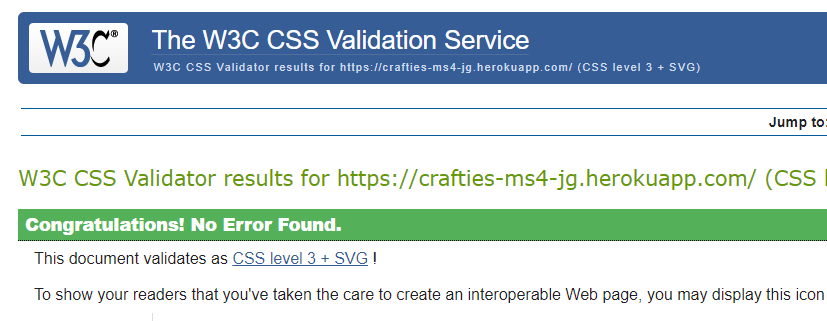 W3C®
The W3C CSS Validation Service
W3C CSS Validator results for https://crafties-ms4-jg.herokuapp.com/ (CSS level 3 + SVG)
Jump to:
W3C CSS Validator results for https://crafties-ms4-jg.herokuapp.com/ (CSS
Congratulations! No Error Found.
This document validates as CSS level 3 + SVG !
To show your readers that you've taken the care to create an interoperable Web page, you may display this icon